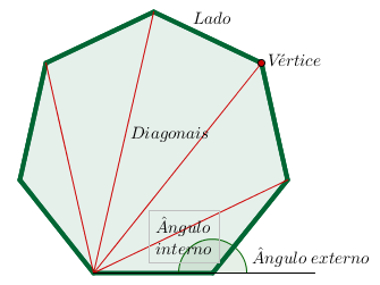 Lado
Vértice
Diagonais
Ângulo
interno
Ângulo externo